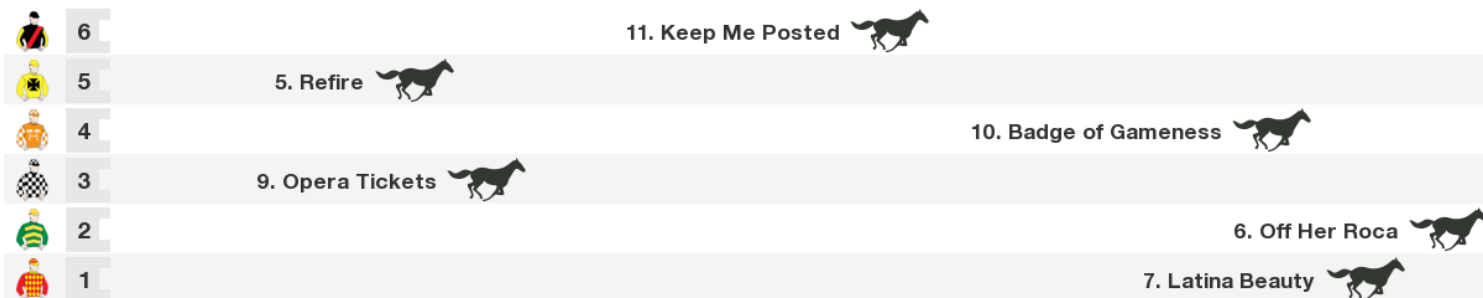 6 11. Keep Me Posted
5 5. Refire
4 10. Badge of Gameness
3 9. Opera Tickets
2 6. Off Her Roca
1 7. Latina Beauty